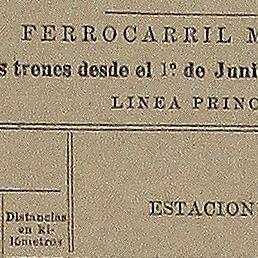 FERROCARRIL M
s trenes desde el 1º de Juni
LINEA PRINC
ESTACION
Distancias
en Ki-
lómetros